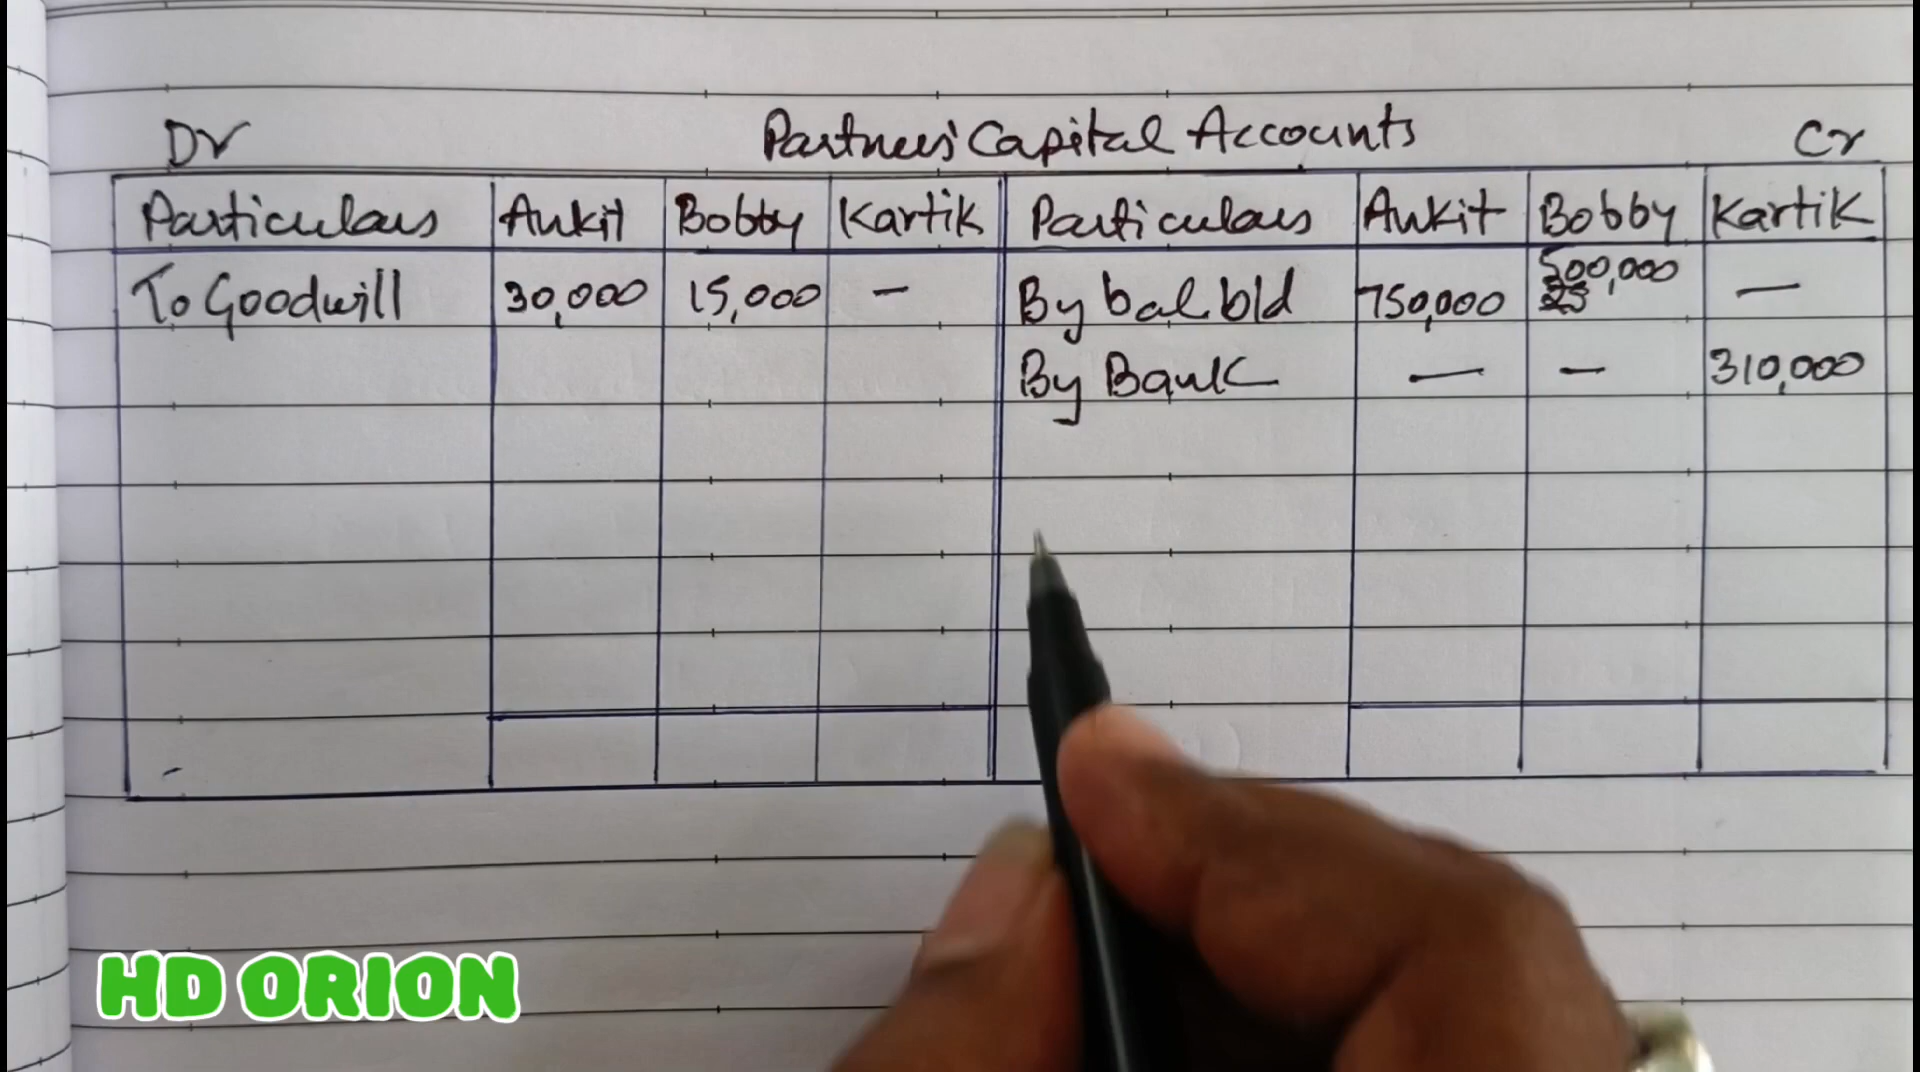 Dr Partners' Capital Accounts Cr
Particulars Ankit Bobby Kartik Particulars Ankit Bobby Kartik
To Goodwill 30,000 15,000 - By bal b/d 750,000 500,000 -
By Bank - - 310,000
HD ORION